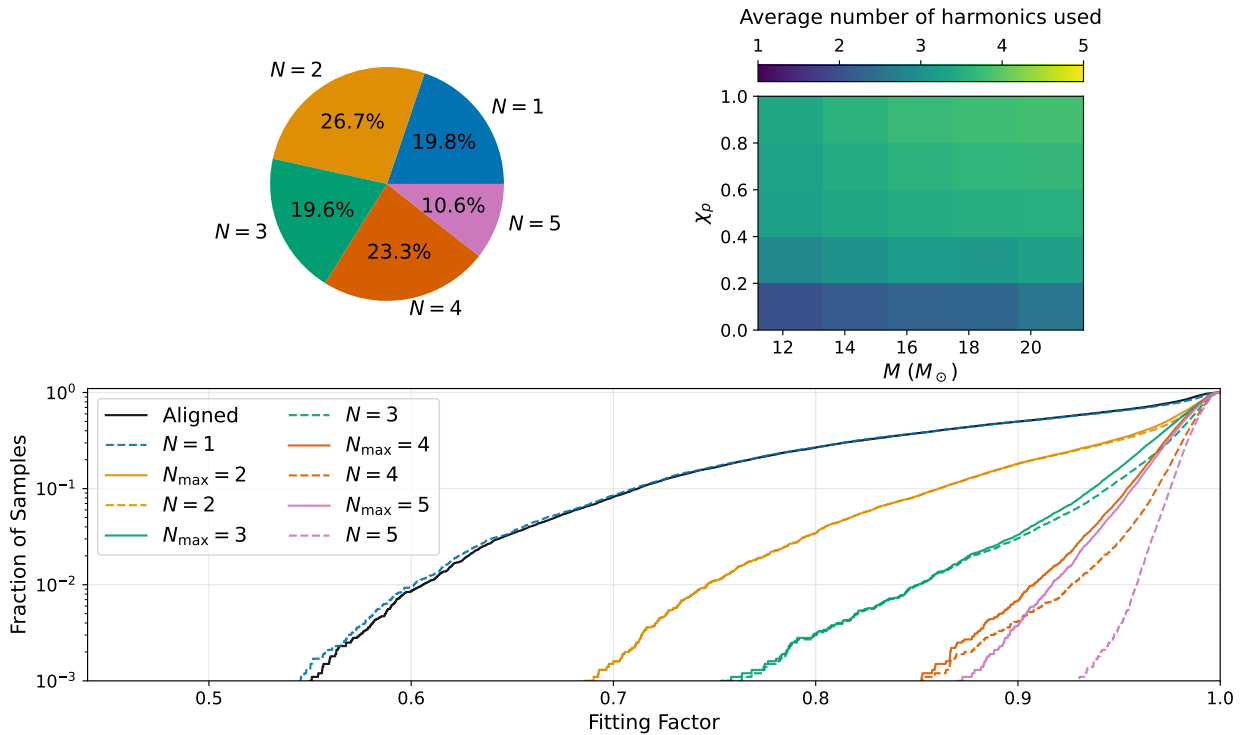 N = 2
N = 1
26.7%
19.8%
19.6%
10.6%
N = 3
N = 5
23.3%
N = 4
Average number of harmonics used
1 2 3 4 5
1.0
0.8
0.6
0.4
0.2
0.0
χp
12 14 16 18 20
M (M⊙)
10⁰
10⁻¹
10⁻²
10⁻³
Fraction of Samples
Aligned
N = 1
Nmax = 2
N = 2
Nmax = 3
N = 3
Nmax = 4
N = 4
Nmax = 5
N = 5
0.5 0.6 0.7 0.8 0.9 1.0
Fitting Factor